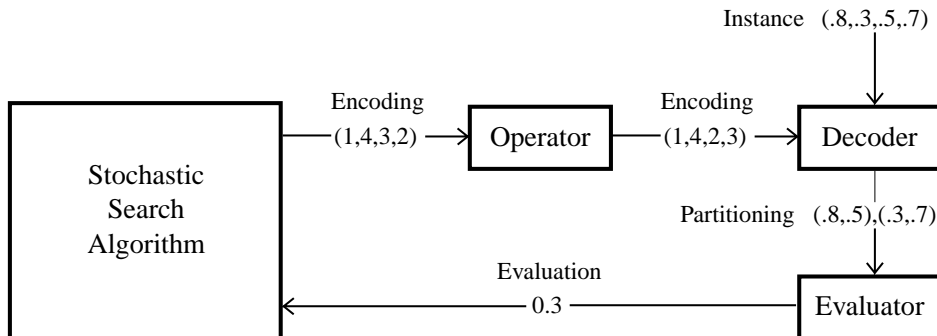 Instance (.8,.3,.5,.7)
Encoding
(1,4,3,2)
Operator
Encoding
(1,4,2,3)
Decoder
Stochastic
Search
Algorithm
Partitioning (.8,.5),(.3,.7)
Evaluation
0.3
Evaluator